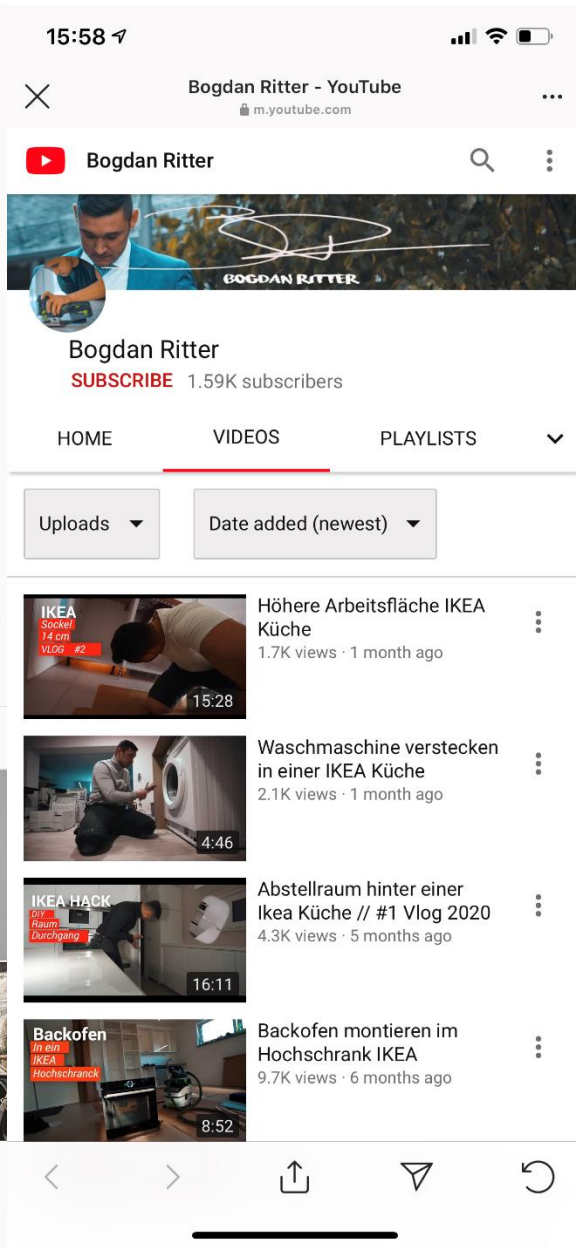 15:58
Bogdan Ritter - YouTube
m.youtube.com
Bogdan Ritter
BOGDAN RITTER
Bogdan Ritter
SUBSCRIBE 1.59K subscribers
HOME VIDEOS PLAYLISTS
Uploads Date added (newest)
IKEA
Sockel
14 cm
VLOG #2
15:28
Höhere Arbeitsfläche IKEA
Küche
1.7K views · 1 month ago
4:46
Waschmaschine verstecken
in einer IKEA Küche
2.1K views · 1 month ago
IKEA HACK
DIY
Raum
Durchgang
16:11
Abstellraum hinter einer
Ikea Küche // #1 Vlog 2020
4.3K views · 5 months ago
Backofen
In ein
IKEA
Hochschranck
8:52
Backofen montieren im
Hochschrank IKEA
9.7K views · 6 months ago